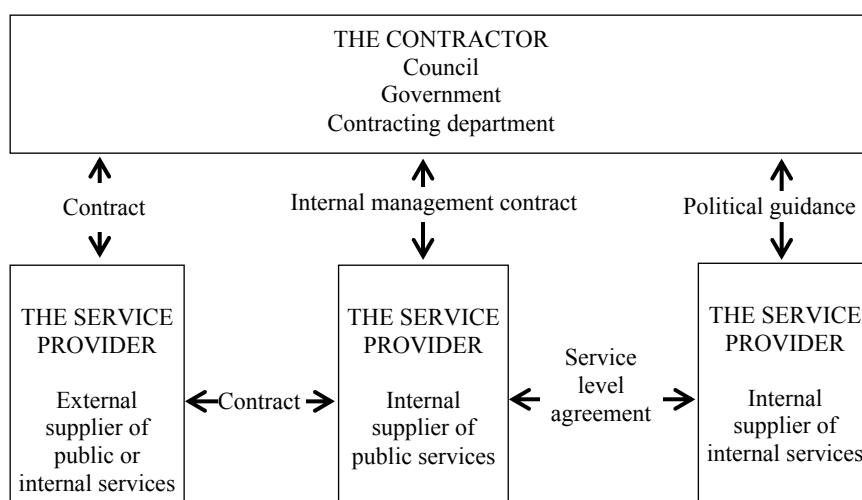 THE CONTRACTOR
Council
Government
Contracting department
Contract
Internal management contract
Political guidance
THE SERVICE
PROVIDER
External
supplier of
public or
internal services
Contract
THE SERVICE
PROVIDER
Internal
supplier of
public services
Service
level
agreement
THE SERVICE
PROVIDER
Internal
supplier of
internal services